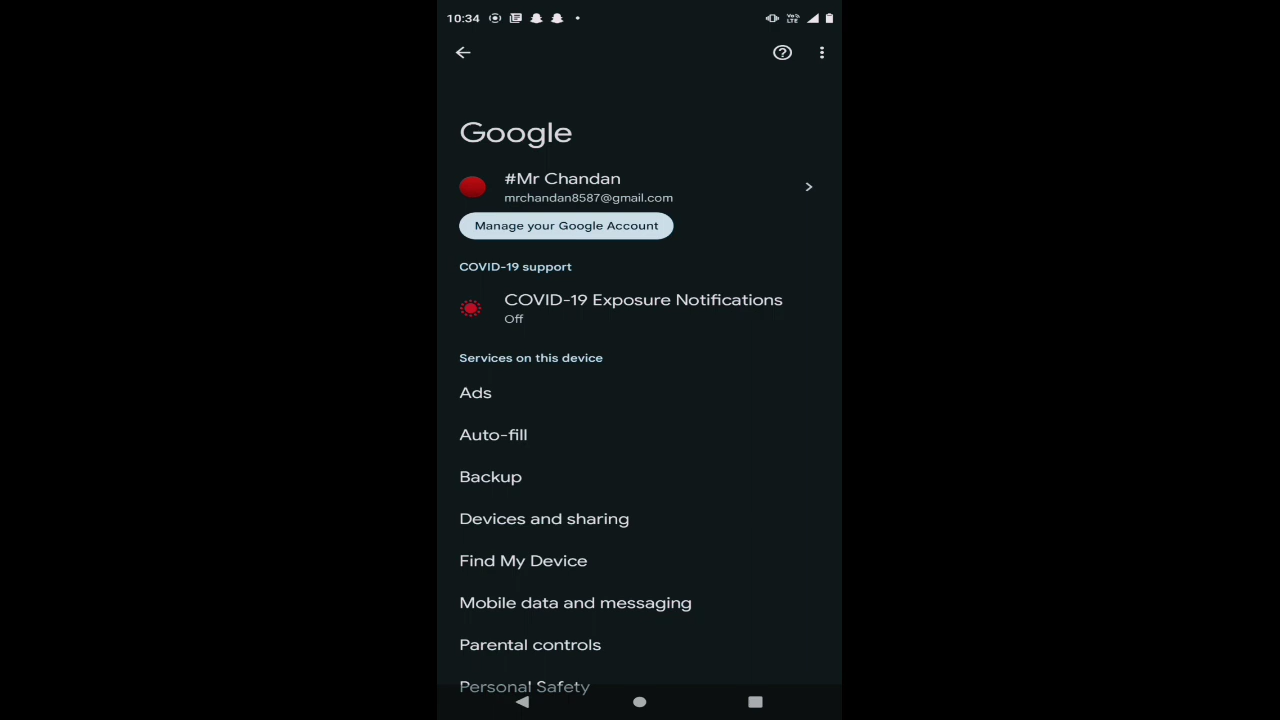 10:34
Vo
LTE
Google
#Mr Chandan
mrchandan8587@gmail.com
Manage your Google Account
COVID-19 support
COVID-19 Exposure Notifications
Off
Services on this device
Ads
Auto-fill
Backup
Devices and sharing
Find My Device
Mobile data and messaging
Parental controls
Personal Safety